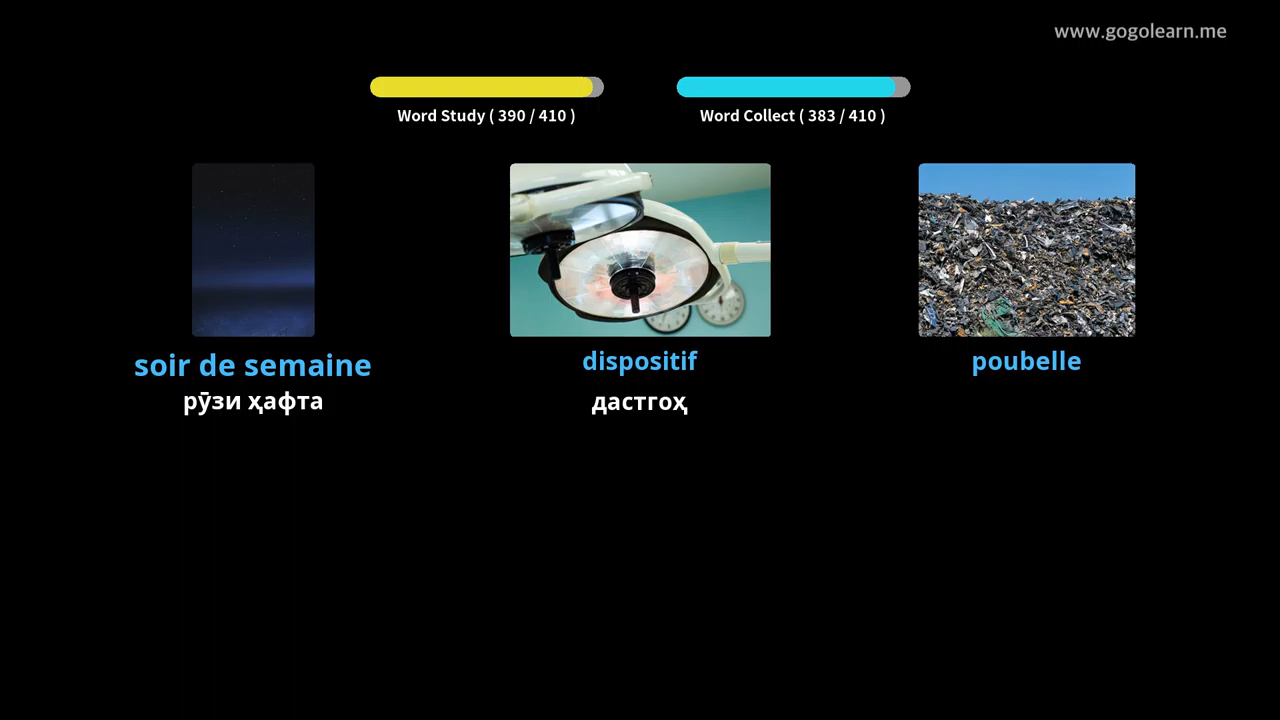 www.gogolearn.me
Word Study ( 390 / 410 )
Word Collect ( 383 / 410 )
soir de semaine
рӯзи ҳафта
dispositif
дастгоҳ
poubelle